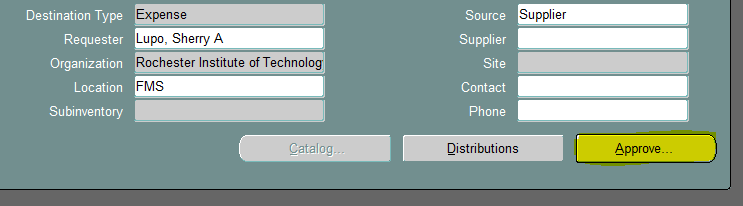 Destination Type Expense Source Supplier
Requester Lupo, Sherry A Supplier
Organization Rochester Institute of Technolog Site
Location FMS Contact
Subinventory Phone
Catalog... Distributions Approve...